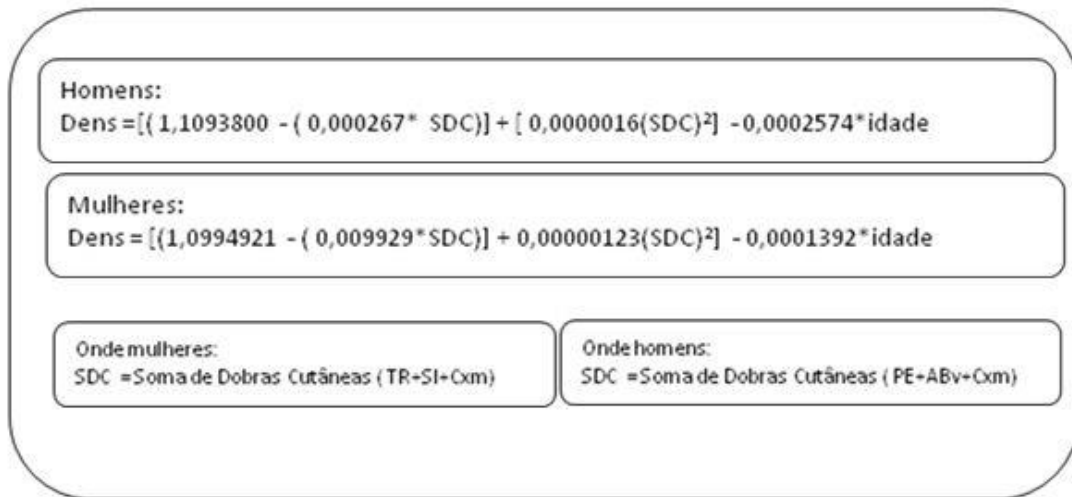 Homens:
Dens =[( 1,1093800 - ( 0,000267* SDC)] + [ 0,0000016(SDC)²] - 0,0002574*idade
Mulheres:
Dens = [(1,0994921 - ( 0,009929*SDC)] + 0,00000123(SDC)²] - 0,0001392*idade
Onde mulheres:
SDC =Soma de Dobras Cutâneas ( TR+SI+Cxm)
Onde homens:
SDC =Soma de Dobras Cutâneas ( PE+ABv+Cxm)